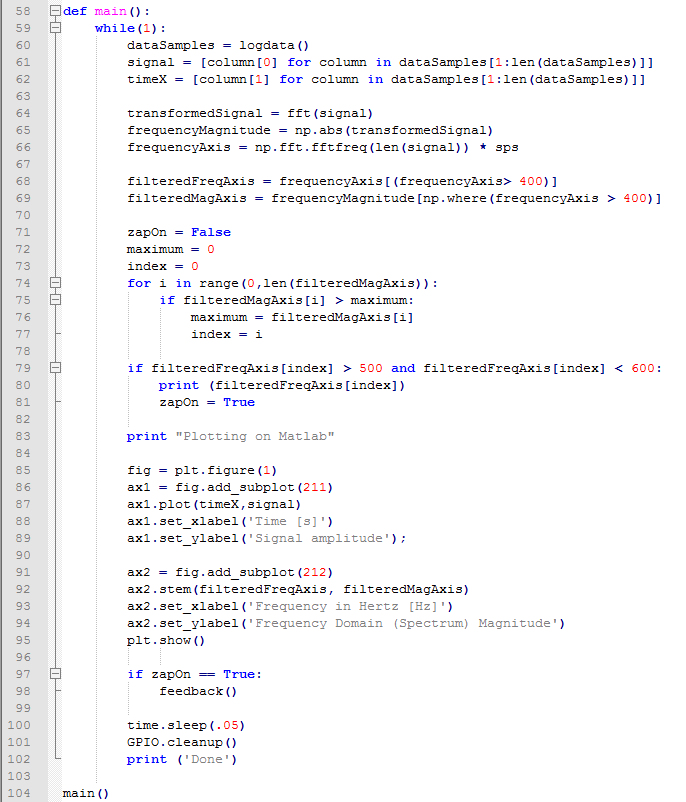 58 def main():
59 while(1):
60 dataSamples = logdata()
61 signal = [column[0] for column in dataSamples[1:len(dataSamples)]]
62 timeX = [column[1] for column in dataSamples[1:len(dataSamples)]]
63
64 transformedSignal = fft(signal)
65 frequencyMagnitude = np.abs(transformedSignal)
66 frequencyAxis = np.fft.fftfreq(len(signal)) * sps
67
68 filteredFreqAxis = frequencyAxis[(frequencyAxis> 400)]
69 filteredMagAxis = frequencyMagnitude[np.where(frequencyAxis > 400)]
70
71 zapOn = False
72 maximum = 0
73 index = 0
74 for i in range(0,len(filteredMagAxis)):
75 if filteredMagAxis[i] > maximum:
76 maximum = filteredMagAxis[i]
77 index = i
78
79 if filteredFreqAxis[index] > 500 and filteredFreqAxis[index] < 600:
80 print (filteredFreqAxis[index])
81 zapOn = True
82
83 print "Plotting on Matlab"
84
85 fig = plt.figure(1)
86 ax1 = fig.add_subplot(211)
87 ax1.plot(timeX,signal)
88 ax1.set_xlabel('Time [s]')
89 ax1.set_ylabel('Signal amplitude');
90
91 ax2 = fig.add_subplot(212)
92 ax2.stem(filteredFreqAxis, filteredMagAxis)
93 ax2.set_xlabel('Frequency in Hertz [Hz]')
94 ax2.set_ylabel('Frequency Domain (Spectrum) Magnitude')
95 plt.show()
96
97 if zapOn == True:
98 feedback()
99
100 time.sleep(.05)
101 GPIO.cleanup()
102 print ('Done')
103
104 main()